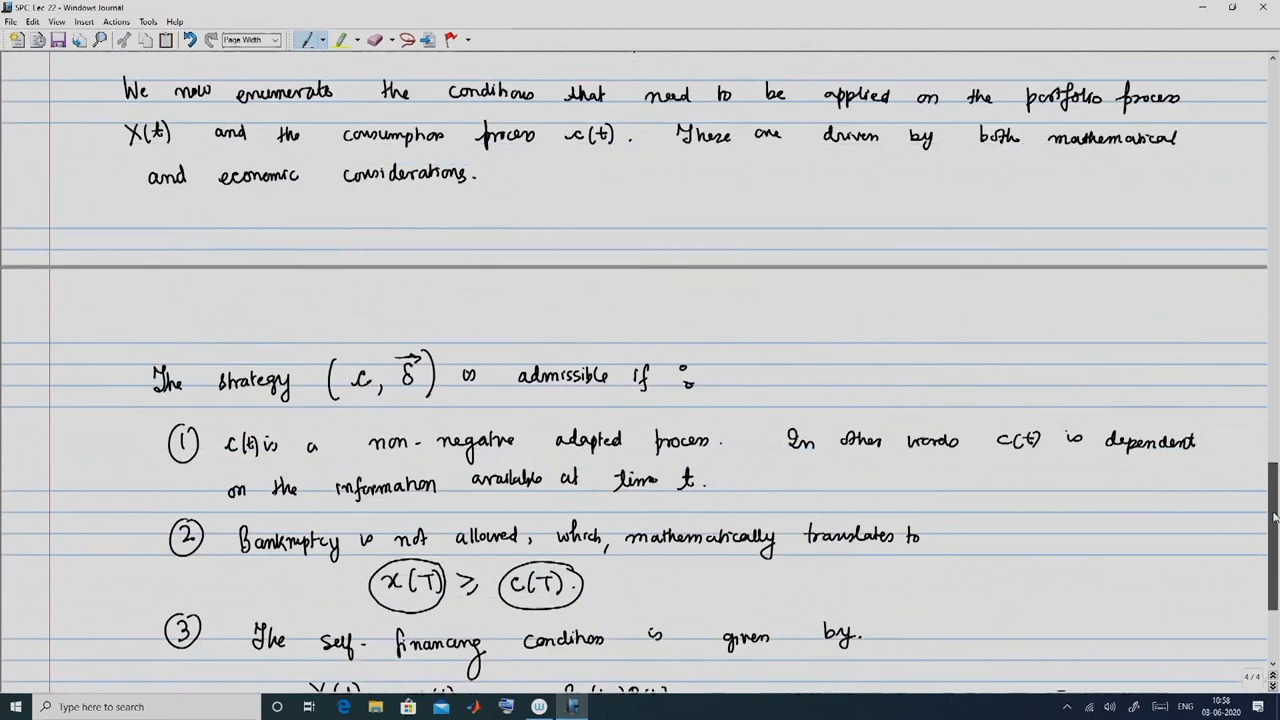 SPC_Lec 22 - Windows Journal
File Edit View Insert Actions Tools Help
Page Width
We now enumerate the conditions that need to be applied on the portfolio process
X(t) and the consumption process c(t). These are driven by both mathematical
and economic considerations.
The strategy (c, δ⃗) is admissible if :
① c(t) is a non-negative adapted process. In other words c(t) is dependent
on the information available at time t.
② Bankruptcy is not allowed, which, mathematically translates to
X(T) ≥ c(T).
③ The self-financing condition is given by.
4/4
Type here to search
ENG
10:58
03-06-2020